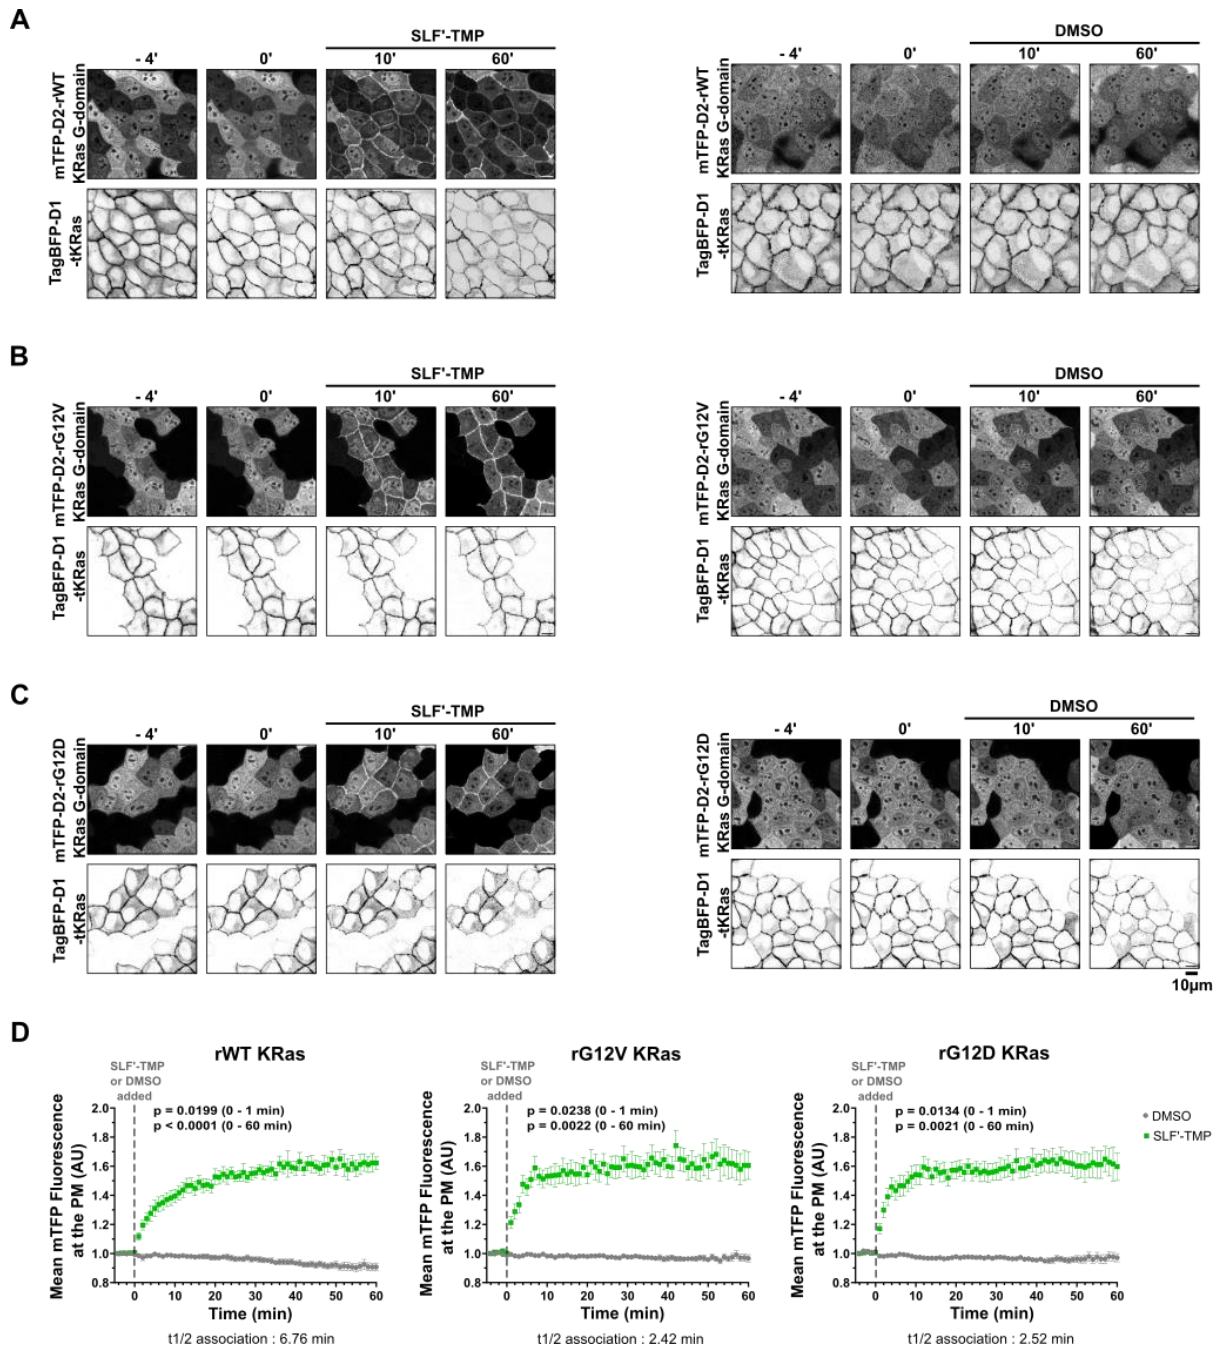 A
SLF'-TMP
- 4' 0' 10' 60'
mTFP-D2-rWT
KRas G-domain
TagBFP-D1
-tKRas
DMSO
- 4' 0' 10' 60'
mTFP-D2-rWT
KRas G-domain
TagBFP-D1
-tKRas
B
SLF'-TMP
- 4' 0' 10' 60'
mTFP-D2-rG12V
KRas G-domain
TagBFP-D1
-tKRas
DMSO
- 4' 0' 10' 60'
mTFP-D2-rG12V
KRas G-domain
TagBFP-D1
-tKRas
C
SLF'-TMP
- 4' 0' 10' 60'
mTFP-D2-rG12D
KRas G-domain
TagBFP-D1
-tKRas
DMSO
- 4' 0' 10' 60'
mTFP-D2-rG12D
KRas G-domain
TagBFP-D1
-tKRas
10µm
D
rWT KRas
SLF'-TMP
or DMSO
added
p = 0.0199 (0 - 1 min)
p < 0.0001 (0 - 60 min)
Mean mTFP Fluorescence
at the PM (AU)
2.0
1.8
1.6
1.4
1.2
1.0
0.8
0 10 20 30 40 50 60
Time (min)
t1/2 association : 6.76 min
rG12V KRas
SLF'-TMP
or DMSO
added
p = 0.0238 (0 - 1 min)
p = 0.0022 (0 - 60 min)
Mean mTFP Fluorescence
at the PM (AU)
2.0
1.8
1.6
1.4
1.2
1.0
0.8
0 10 20 30 40 50 60
Time (min)
t1/2 association : 2.42 min
rG12D KRas
SLF'-TMP
or DMSO
added
p = 0.0134 (0 - 1 min)
p = 0.0021 (0 - 60 min)
Mean mTFP Fluorescence
at the PM (AU)
2.0
1.8
1.6
1.4
1.2
1.0
0.8
0 10 20 30 40 50 60
Time (min)
t1/2 association : 2.52 min
DMSO
SLF'-TMP